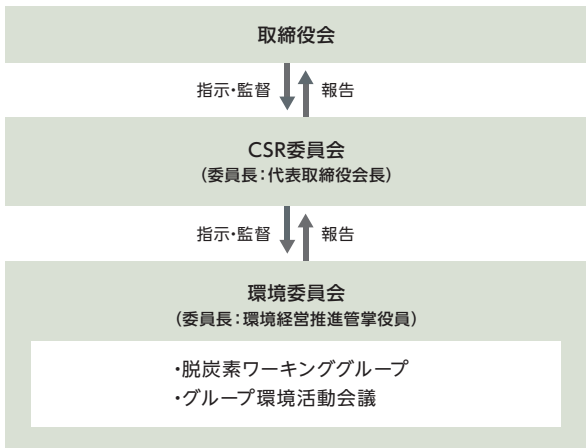 取締役会
指示・監督 報告
CSR委員会
(委員長:代表取締役会長)
指示・監督 報告
環境委員会
(委員長:環境経営推進管掌役員)
・脱炭素ワーキンググループ
・グループ環境活動会議